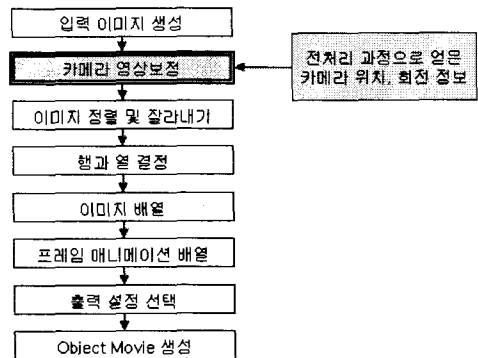 입력 이미지 생성
카메라 영상보정
전처리 과정으로 얻은
카메라 위치, 회전 정보
이미지 정렬 및 잘라내기
행과 열 결정
이미지 배열
프레임 애니메이션 배열
출력 설정 선택
Object Movie 생성